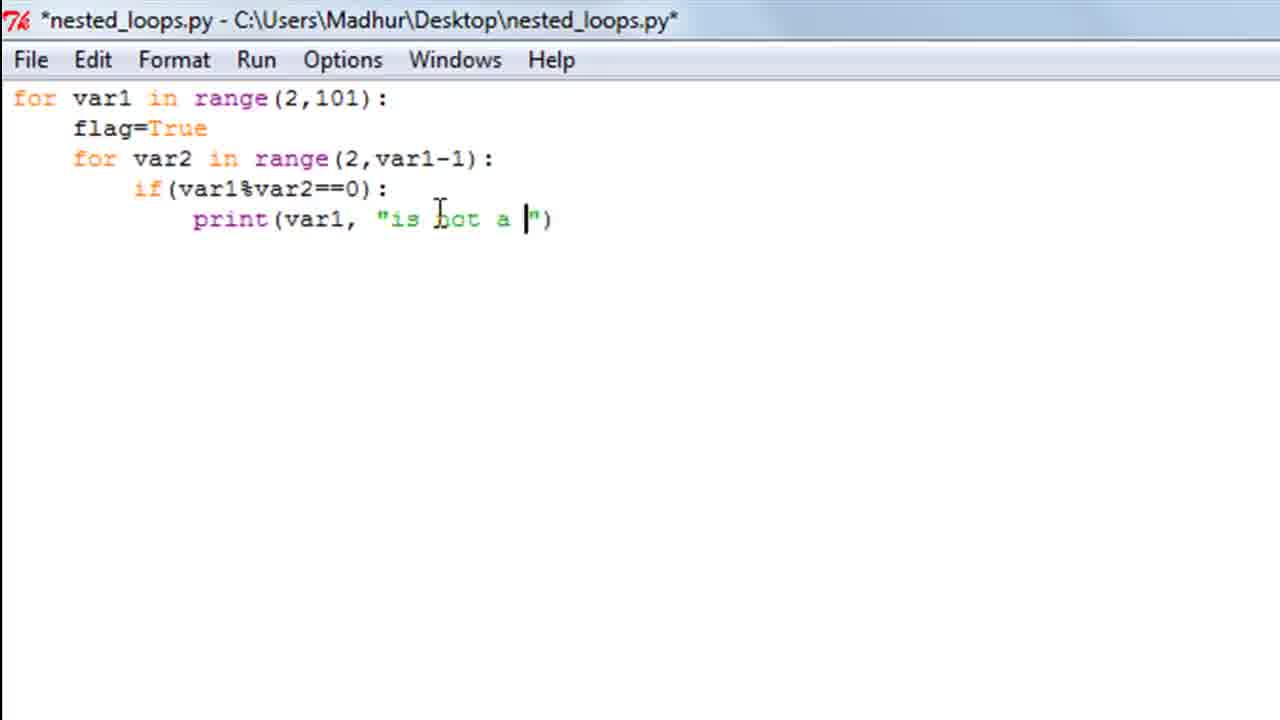 *nested_loops.py - C:\Users\Madhur\Desktop\nested_loops.py*
File Edit Format Run Options Windows Help
for var1 in range(2,101):
    flag=True
    for var2 in range(2,var1-1):
        if(var1%var2==0):
            print(var1, "is not a ")